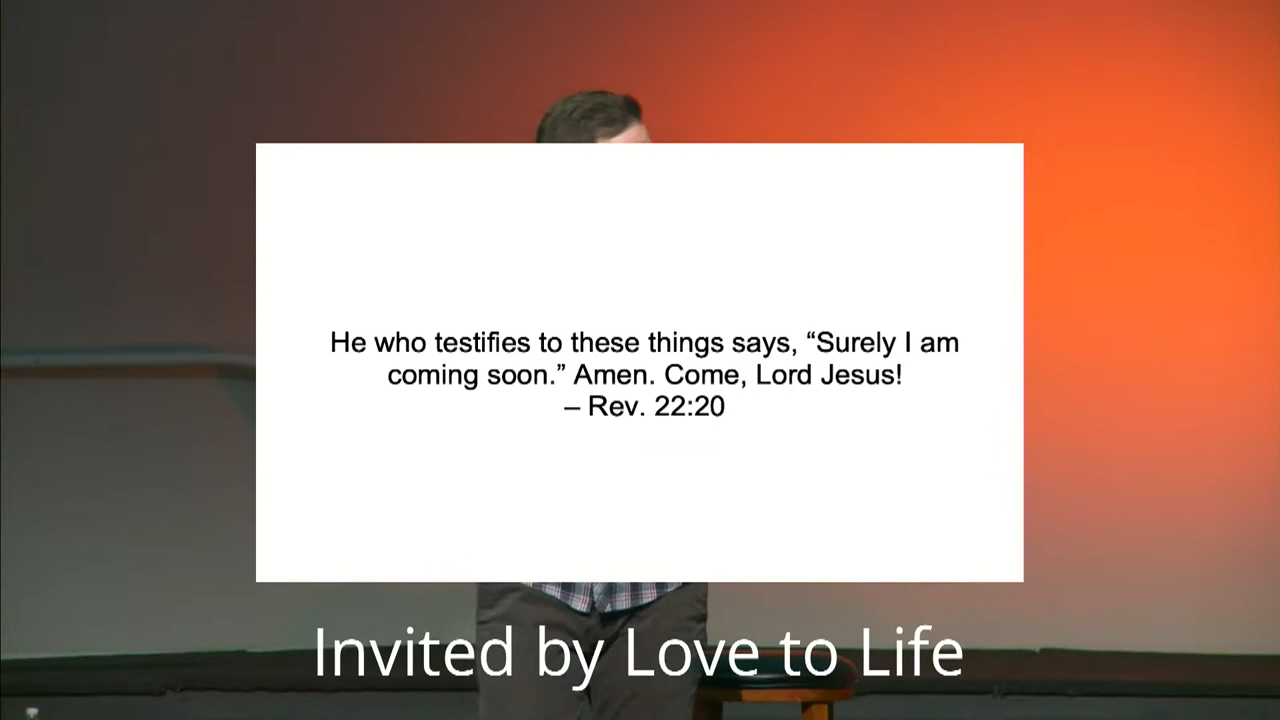 He who testifies to these things says, “Surely I am
coming soon.” Amen. Come, Lord Jesus!
– Rev. 22:20
Invited by Love to Life